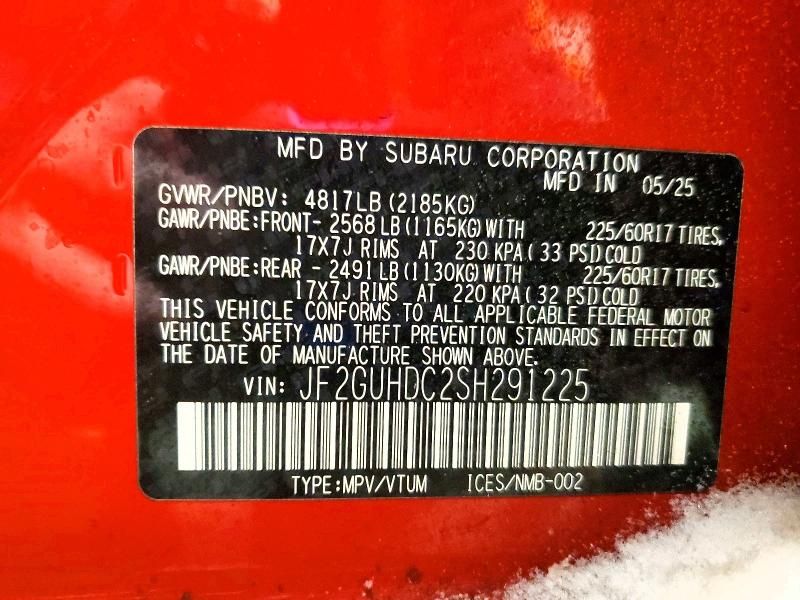 MFD BY SUBARU CORPORATION
MFD IN 05/25
GVWR/PNBV: 4817LB (2185KG)
GAWR/PNBE:FRONT- 2568 LB (1165KG) WITH 225/60R17 TIRES,
17X7J RIMS AT 230 KPA ( 33 PSI) COLD
GAWR/PNBE:REAR - 2491 LB (1130KG) WITH 225/60R17 TIRES,
17X7J RIMS AT 220 KPA ( 32 PSI) COLD
THIS VEHICLE CONFORMS TO ALL APPLICABLE FEDERAL MOTOR
VEHICLE SAFETY AND THEFT PREVENTION STANDARDS IN EFFECT ON
THE DATE OF MANUFACTURE SHOWN ABOVE.
VIN: JF2GUHDC2SH291225
TYPE:MPV/VTUM ICES/NMB-002